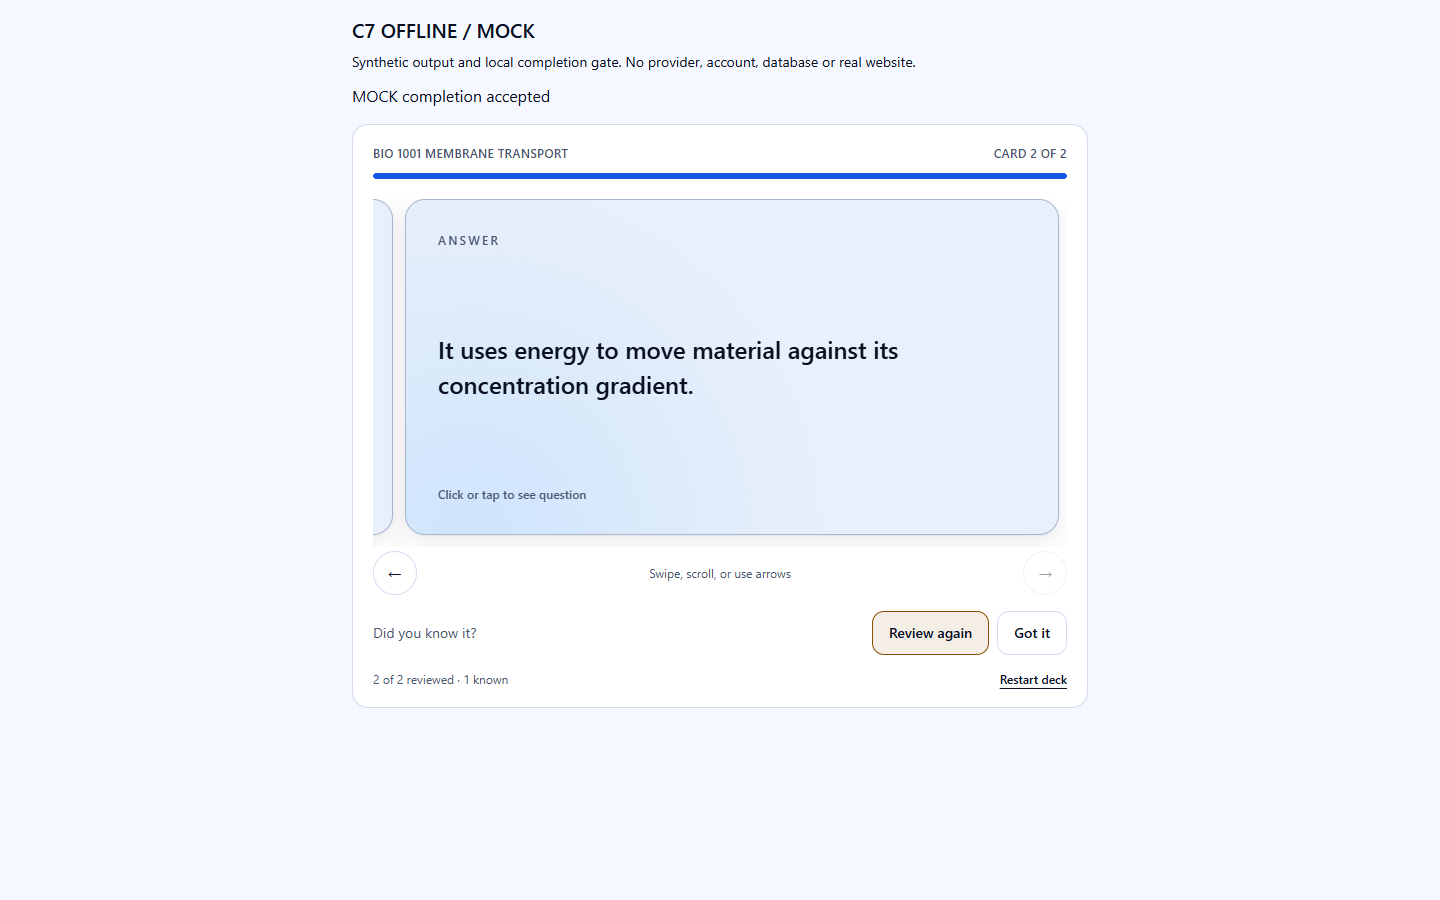 C7 OFFLINE / MOCK
Synthetic output and local completion gate. No provider, account, database or real website.
MOCK completion accepted
BIO 1001 MEMBRANE TRANSPORT
CARD 2 OF 2
ANSWER
It uses energy to move material against its
concentration gradient.
Click or tap to see question
←
Swipe, scroll, or use arrows
→
Did you know it?
Review again
Got it
2 of 2 reviewed · 1 known
Restart deck